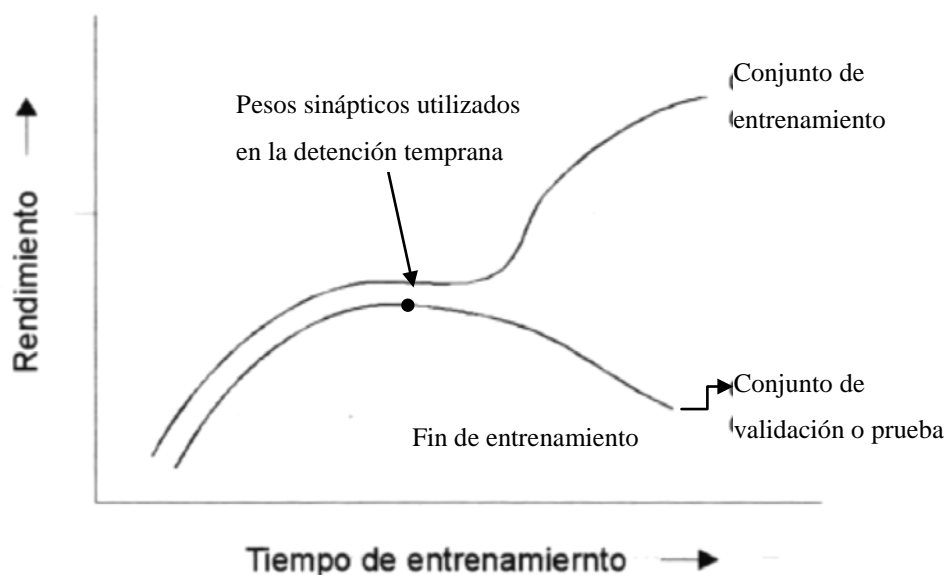 Conjunto de
entrenamiento
Pesos sinápticos utilizados
en la detención temprana
Rendimiento
Conjunto de
validación o prueba
Fin de entrenamiento
Tiempo de entrenamiernto